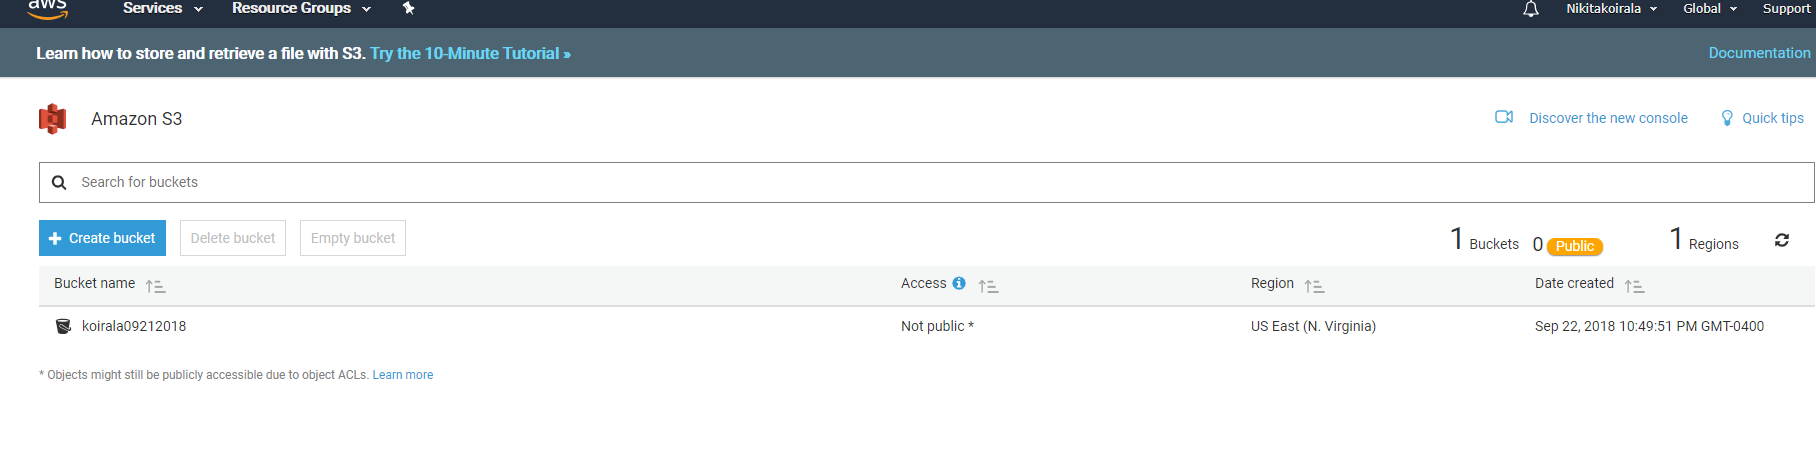 aws Services Resource Groups Nikitakoirala Global Support
Learn how to store and retrieve a file with S3. Try the 10-Minute Tutorial » Documentation
Amazon S3 Discover the new console Quick tips
Search for buckets
Create bucket Delete bucket Empty bucket 1 Buckets 0 Public 1 Regions
Bucket name Access Region Date created
koirala09212018 Not public * US East (N. Virginia) Sep 22, 2018 10:49:51 PM GMT-0400
* Objects might still be publicly accessible due to object ACLs. Learn more